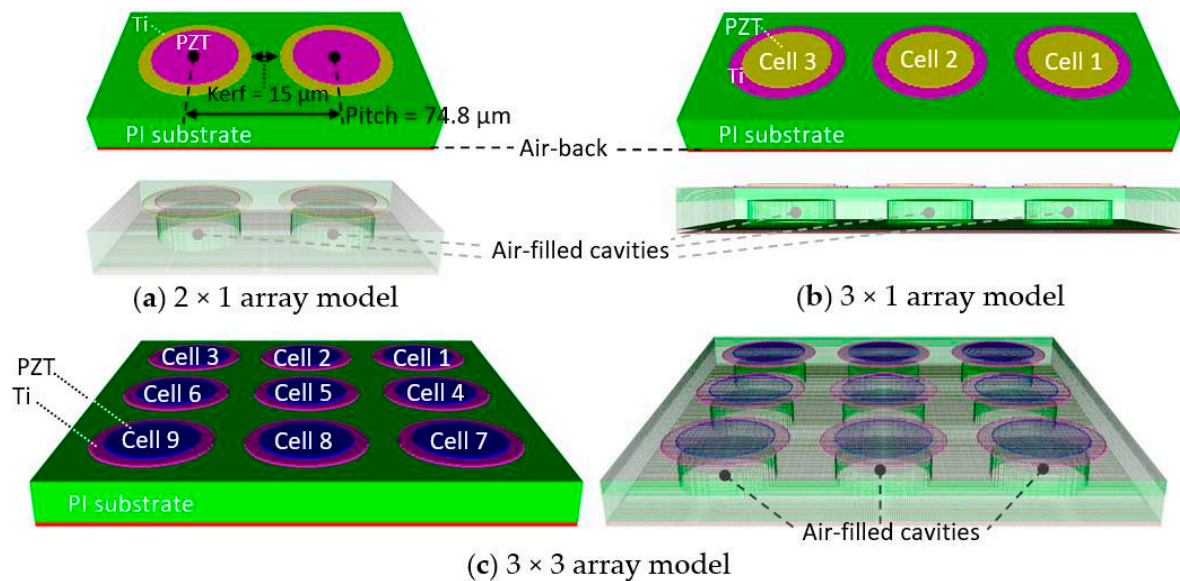 Ti
PZT
Kerf = 15 μm
Pitch = 74.8 μm
PI substrate
Air-back
PZT
Ti
Cell 3
Cell 2
Cell 1
PI substrate
Air-filled cavities
(a) 2 × 1 array model
(b) 3 × 1 array model
PZT
Ti
Cell 3
Cell 2
Cell 1
Cell 6
Cell 5
Cell 4
Cell 9
Cell 8
Cell 7
PI substrate
Air-filled cavities
(c) 3 × 3 array model